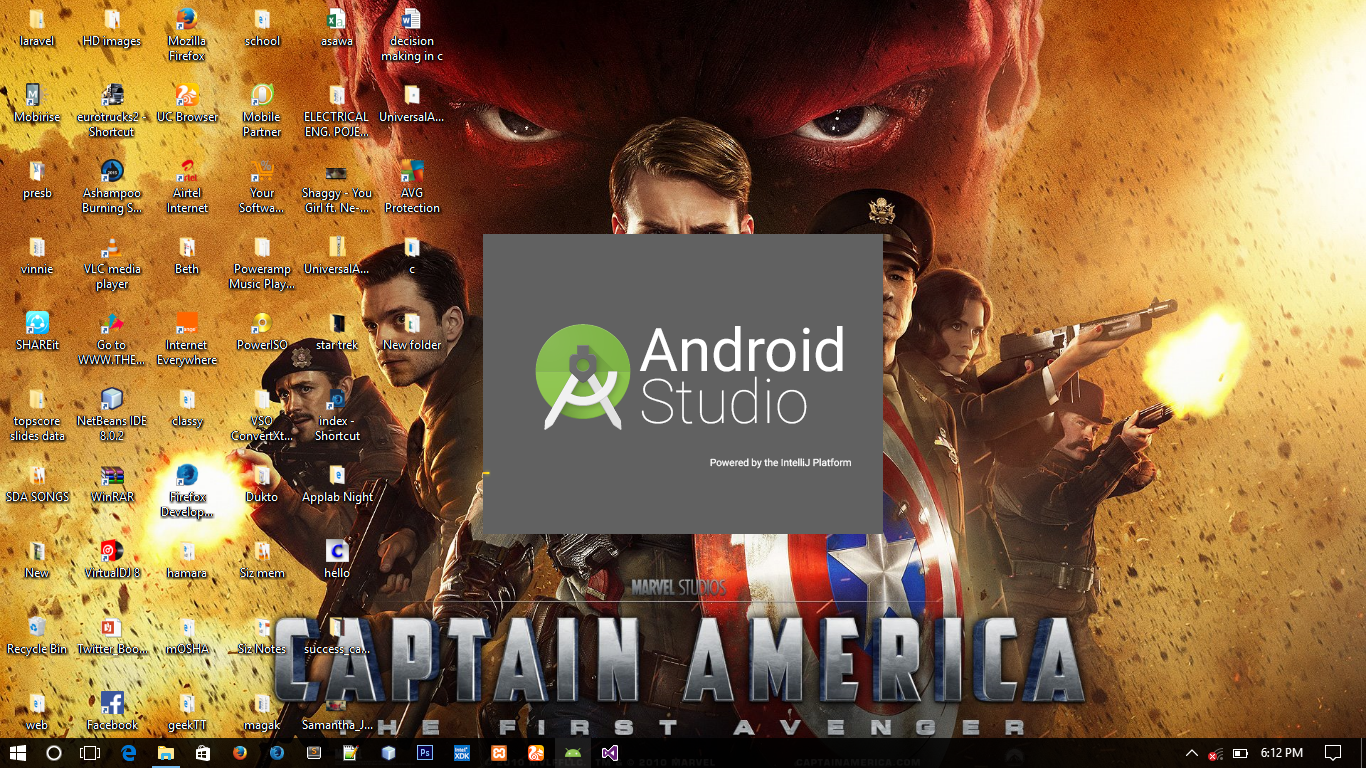 laravel
HD images
Mozilla
Firefox
school
asawa
decision
making in c
Mobirise
eurotrucks2 -
Shortcut
UC Browser
Mobile
Partner
ELECTRICAL
ENG. POJE...
UniversalA...
presb
Ashampoo
Burning S...
Airtel
Internet
Your
Softwa...
Shaggy - You
Girl ft. Ne-...
AVG
Protection
vinnie
VLC media
player
Beth
Poweramp
Music Play...
UniversalA...
c
SHAREit
Go to
WWW.THE...
Internet
Everywhere
PowerISO
star trek
New folder
topscore
slides data
NetBeans IDE
8.0.2
classy
VSO
ConvertXt...
index -
Shortcut
SDA SONGS
WinRAR
Firefox
Develop...
Dukto
Applab Night
New
VirtualDJ 8
hamara
Siz mem
hello
Recycle Bin
Twitter_Boo...
mOSHA
Siz Notes
success_ca...
web
Facebook
geekTT
magak
Samantha_J...
Android
Studio
Powered by the IntelliJ Platform
MARVEL STUDIOS
CAPTAIN AMERICA
THE FIRST AVENGER
CAPTAINAMERICA.COM
Ps
Intel
XDK
6:12 PM